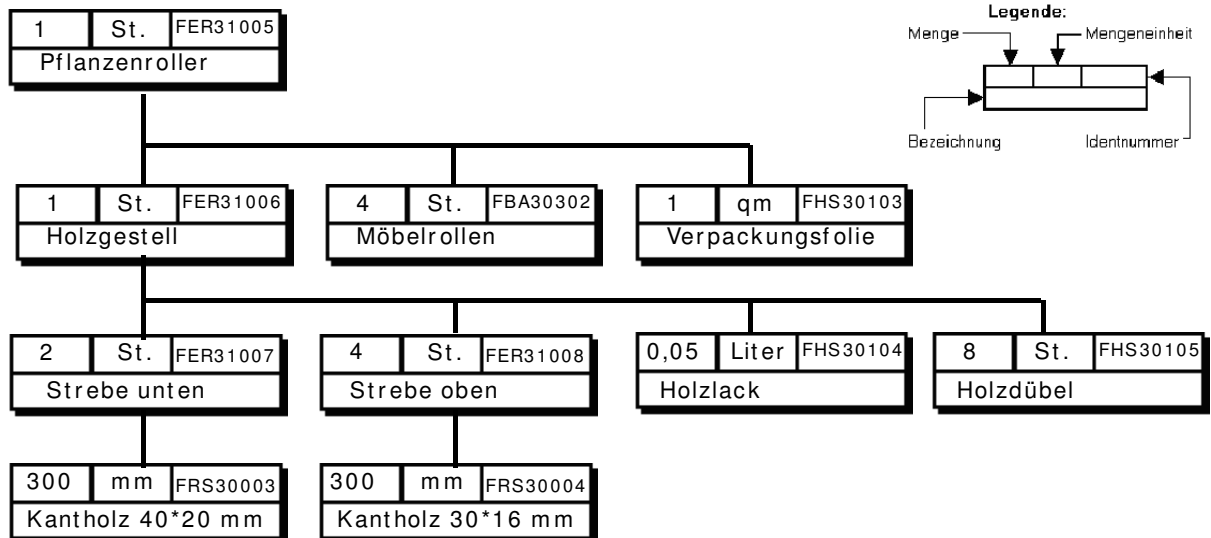 1 St. FER31005
Pflanzenroller
Legende:
Menge Mengeneinheit
Bezeichnung Identnummer
1 St. FER31006
Holzgestell
4 St. FBA30302
Möbelrollen
1 qm FHS30103
Verpackungsfolie
2 St. FER31007
Strebe unten
4 St. FER31008
Strebe oben
0,05 Liter FHS30104
Holzlack
8 St. FHS30105
Holzdübel
300 mm FRS30003
Kantholz 40*20 mm
300 mm FRS30004
Kantholz 30*16 mm